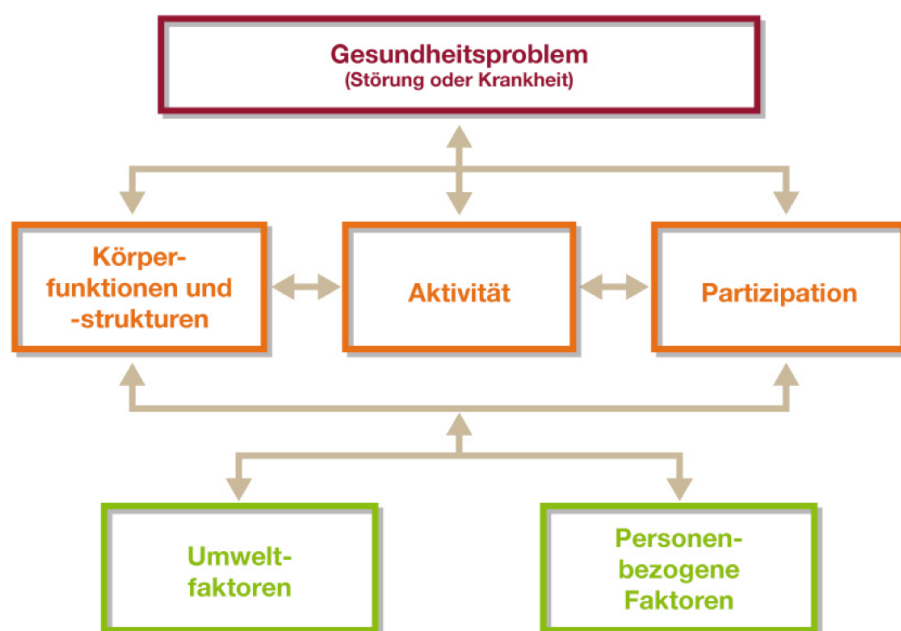 Gesundheitsproblem
(Störung oder Krankheit)
Körper-
funktionen und
-strukturen
Aktivität
Partizipation
Umwelt-
faktoren
Personen-
bezogene
Faktoren